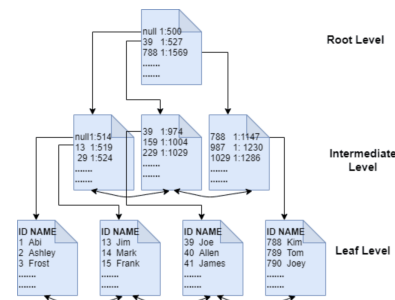 null 1:500
39 1:527
788 1:1569
.......
.......
Root Level
null1:514
13 1:519
29 1:524
.......
.......
39 1:974
159 1:1004
229 1:1029
.......
.......
788 1:1147
987 1: 1230
1029 1:1286
.......
.......
Intermediate
Level
ID NAME
1 Abi
2 Ashley
3 Frost
.......
.......
ID NAME
13 Jim
14 Mark
15 Frank
.......
.......
ID NAME
39 Joe
40 Allen
41 James
.......
.......
ID NAME
788 Kim
789 Tom
790 Joey
.......
.......
Leaf Level